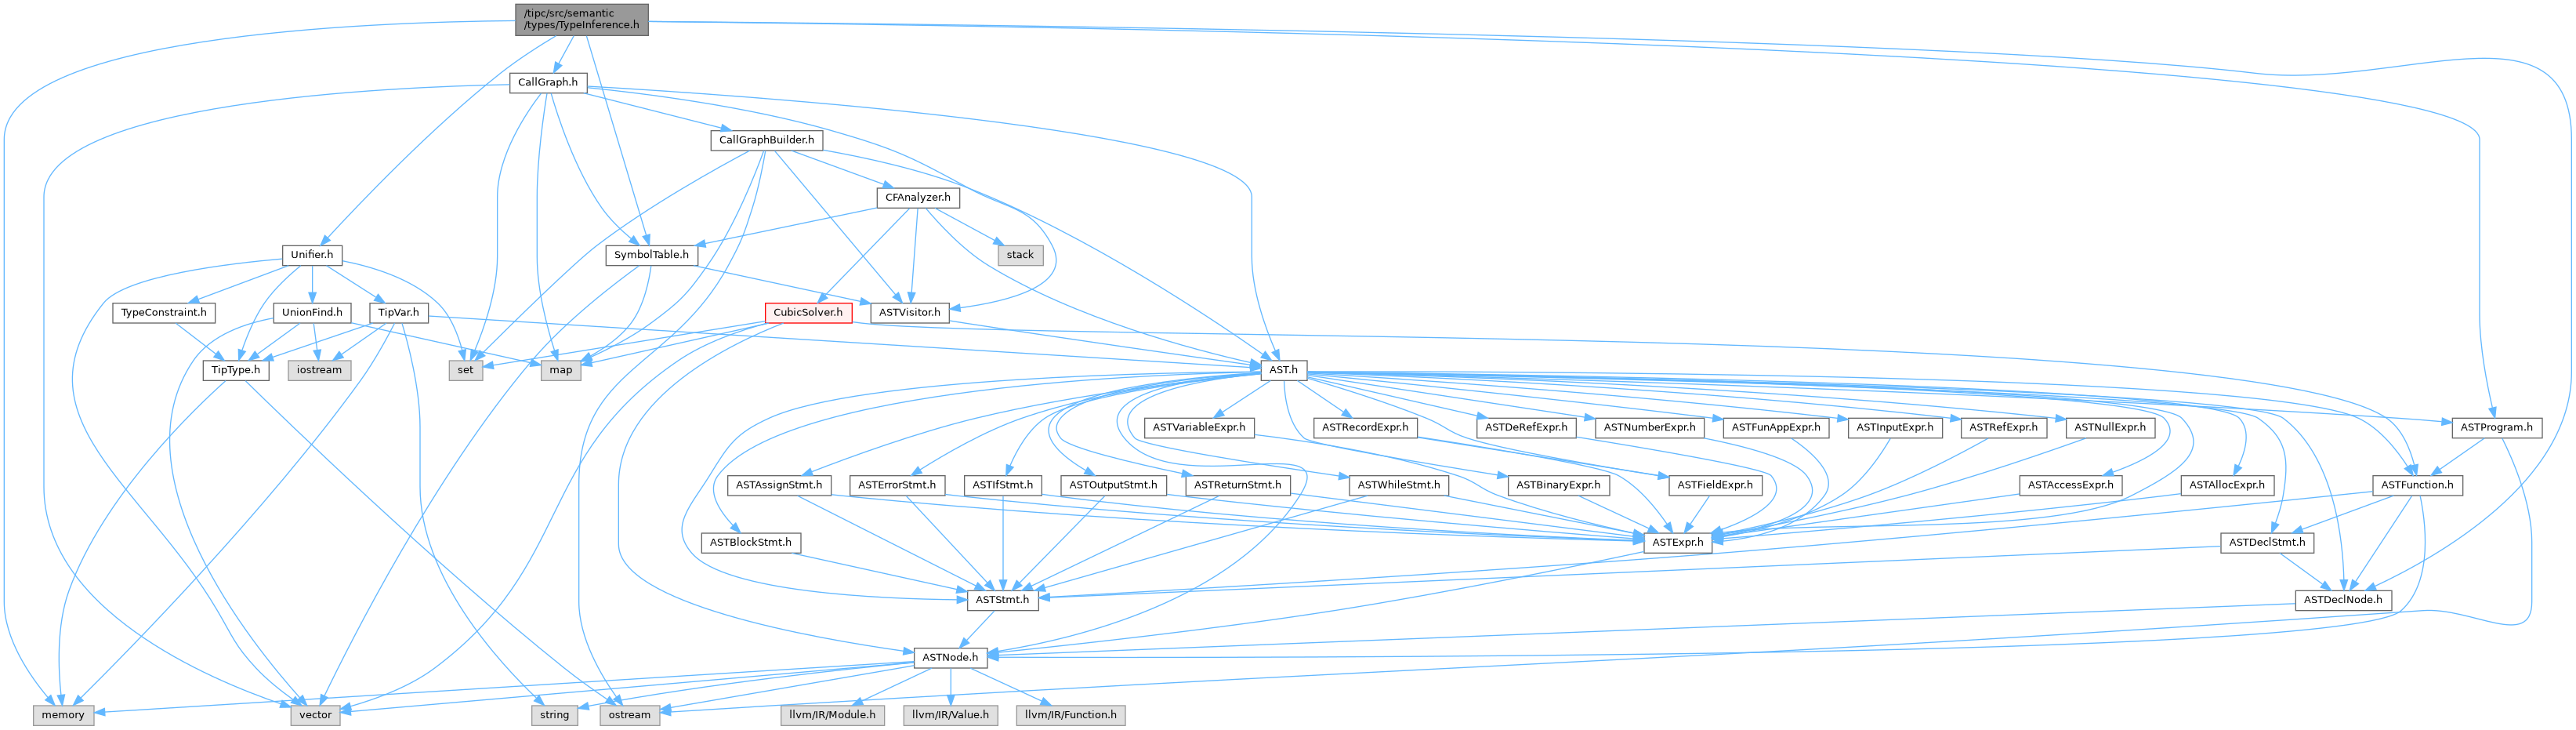 /tipc/src/semantic
/types/TypeInference.h
CallGraph.h
CallGraphBuilder.h
CFAnalyzer.h
Unifier.h
SymbolTable.h
stack
TypeConstraint.h
UnionFind.h
TipVar.h
CubicSolver.h
ASTVisitor.h
TipType.h
iostream
set
map
AST.h
ASTVariableExpr.h
ASTRecordExpr.h
ASTDeRefExpr.h
ASTNumberExpr.h
ASTFunAppExpr.h
ASTInputExpr.h
ASTRefExpr.h
ASTNullExpr.h
ASTProgram.h
ASTAssignStmt.h
ASTErrorStmt.h
ASTIfStmt.h
ASTOutputStmt.h
ASTReturnStmt.h
ASTWhileStmt.h
ASTBinaryExpr.h
ASTFieldExpr.h
ASTAccessExpr.h
ASTAllocExpr.h
ASTFunction.h
ASTBlockStmt.h
ASTExpr.h
ASTDeclStmt.h
ASTStmt.h
ASTDeclNode.h
ASTNode.h
memory
vector
string
ostream
llvm/IR/Module.h
llvm/IR/Value.h
llvm/IR/Function.h